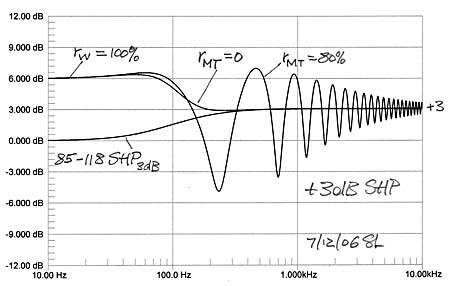 12.00 dB
9.000 dB
6.000 dB
3.000 dB
0.000 dB
-3.000 dB
-6.000 dB
-9.000 dB
-12.00 dB
rW = 100%
rMT = 0
rMT = 80%
+3
85-118 SHP3dB
+3dB SHP
7/12/06 SL
10.00 Hz
100.0 Hz
1.000kHz
10.00kHz